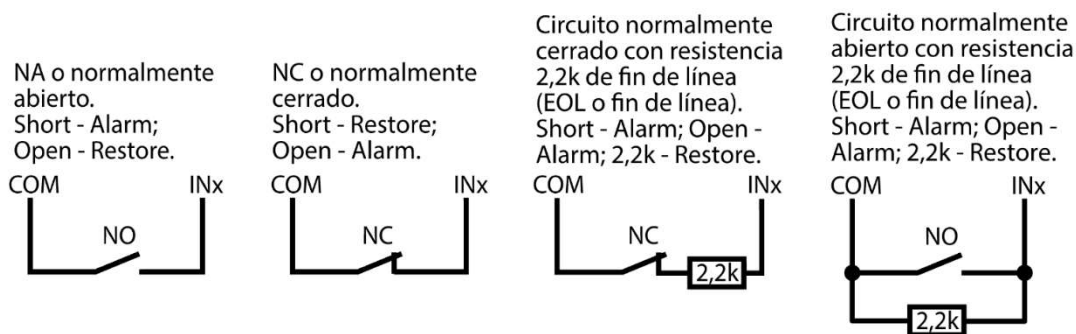 NA o normalmente
abierto.
Short - Alarm;
Open - Restore.
COM INx
NO
NC o normalmente
cerrado.
Short - Restore;
Open - Alarm.
COM INx
NC
Circuito normalmente
cerrado con resistencia
2,2k de fin de línea
(EOL o fin de línea).
Short - Alarm; Open -
Alarm; 2,2k - Restore.
COM INx
NC
2,2k
Circuito normalmente
abierto con resistencia
2,2k de fin de línea
(EOL o fin de línea).
Short - Alarm; Open -
Alarm; 2,2k - Restore.
COM INx
NO
2,2k